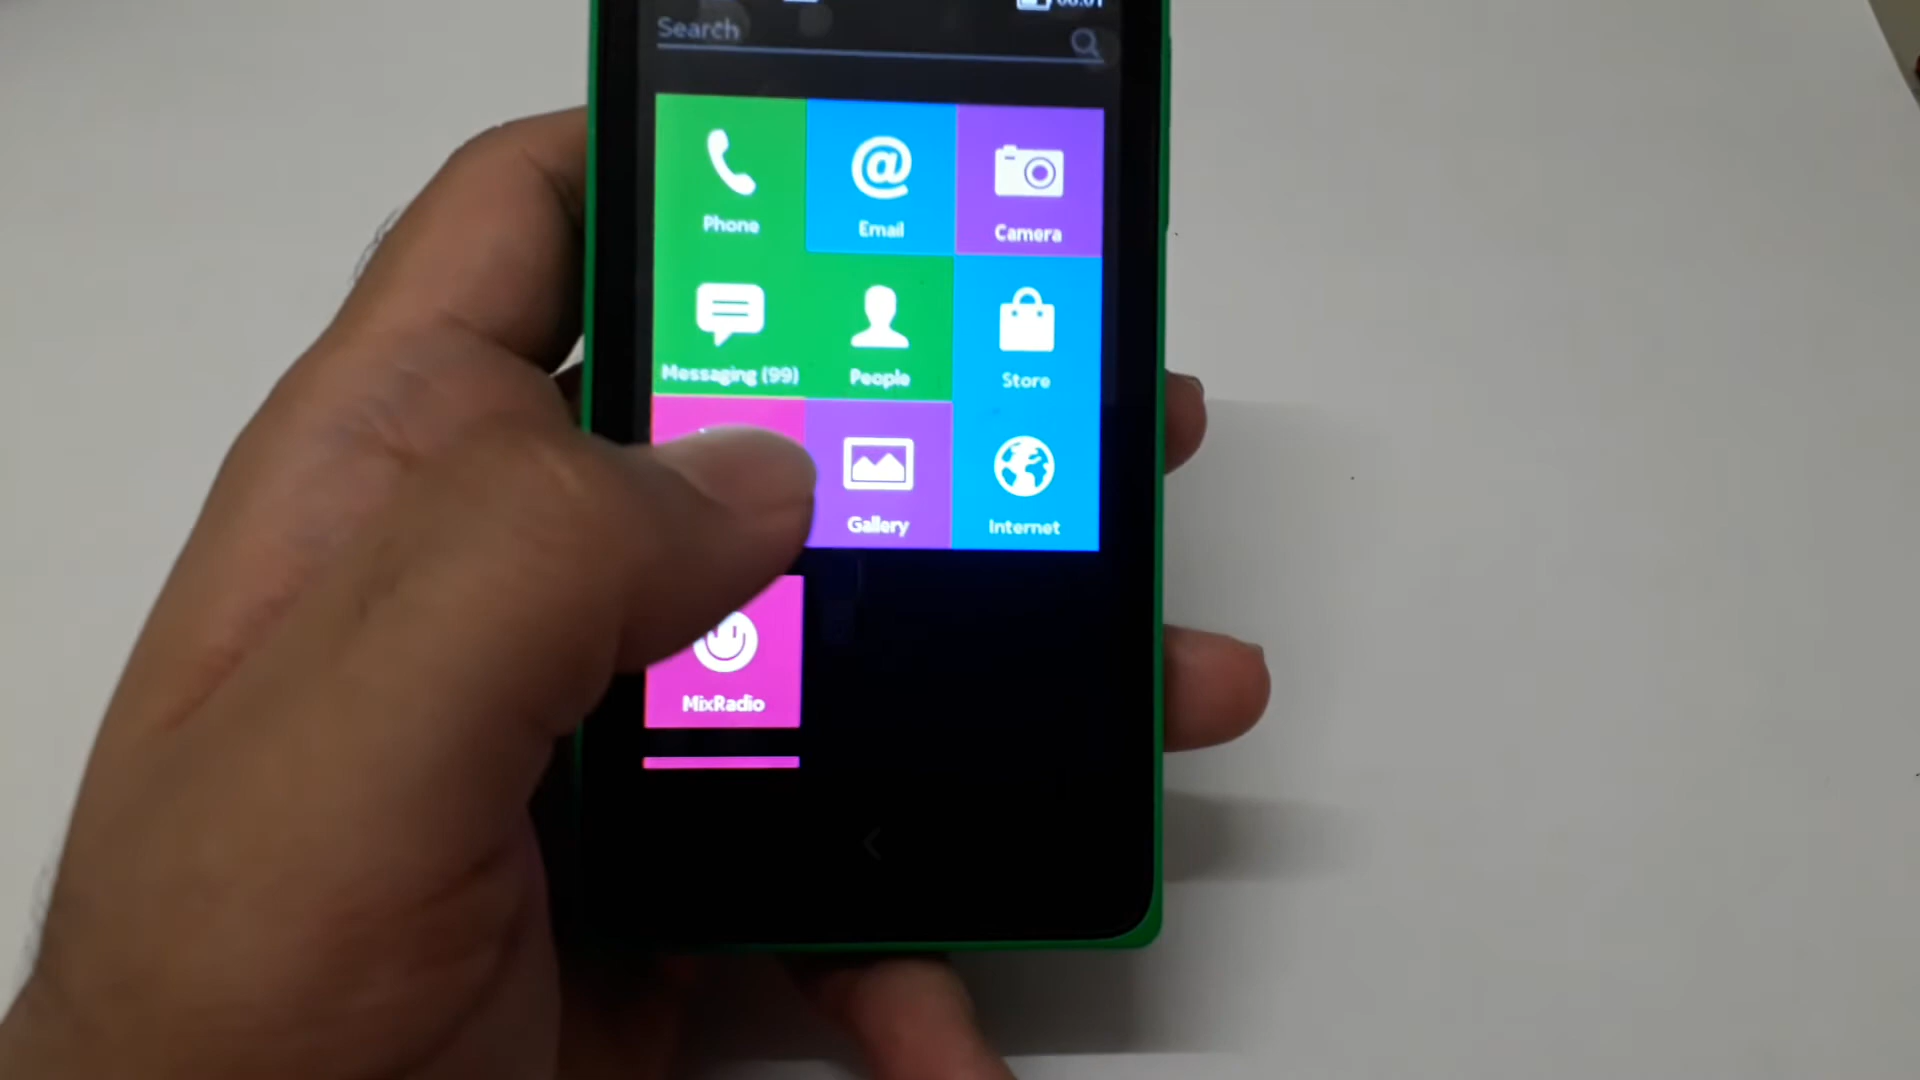 Search
Phone
Email
Camera
Messaging (99)
People
Store
Gallery
Internet
MixRadio